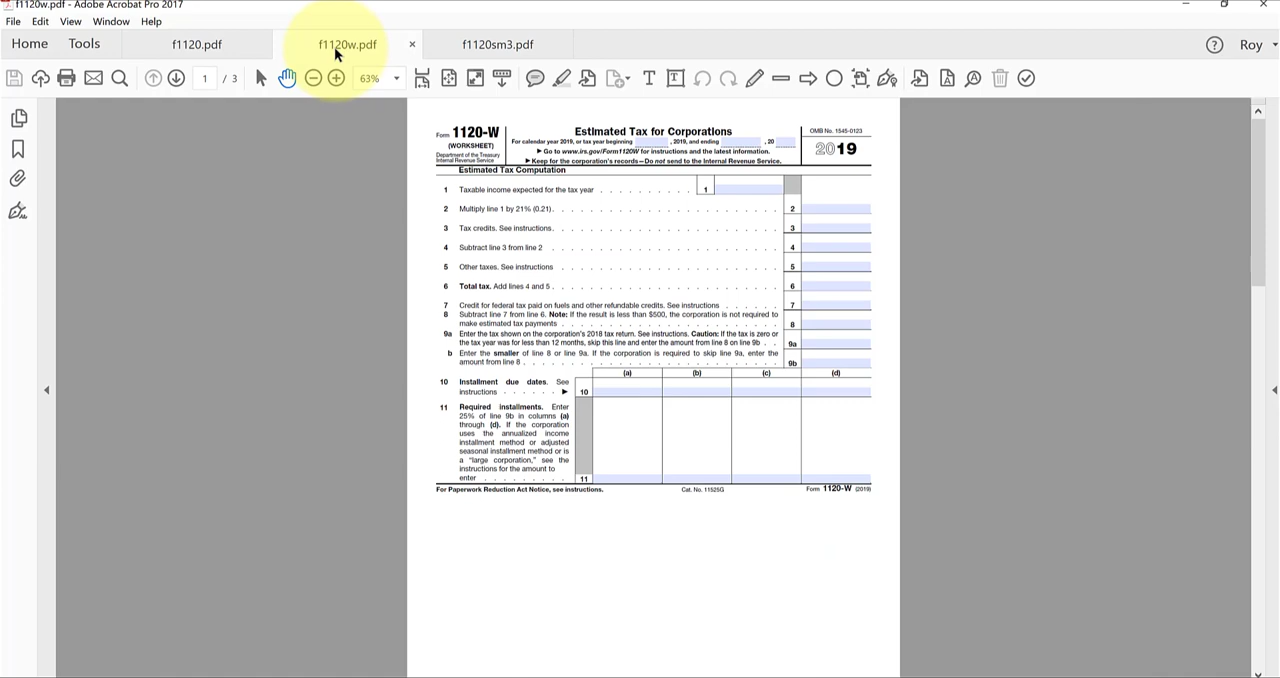 f1120w.pdf - Adobe Acrobat Pro 2017
File Edit View Window Help
Home Tools f1120.pdf f1120w.pdf × f1120sm3.pdf ? Roy
1 / 3 63%
Form 1120-W
(WORKSHEET)
Department of the Treasury
Internal Revenue Service
Estimated Tax for Corporations
For calendar year 2019, or tax year beginning , 2019, and ending , 20
▶ Go to www.irs.gov/Form1120W for instructions and the latest information.
▶ Keep for the corporation's records—Do not send to the Internal Revenue Service.
OMB No. 1545-0123
2019
Estimated Tax Computation
1 Taxable income expected for the tax year . . . . . . . . . . 1
2 Multiply line 1 by 21% (0.21). . . . . . . . . . . . . . . . . . . . 2
3 Tax credits. See instructions. . . . . . . . . . . . . . . . . . . . 3
4 Subtract line 3 from line 2 . . . . . . . . . . . . . . . . . . . . 4
5 Other taxes. See instructions . . . . . . . . . . . . . . . . . . . 5
6 Total tax. Add lines 4 and 5 . . . . . . . . . . . . . . . . . . . . 6
7 Credit for federal tax paid on fuels and other refundable credits. See instructions . . . . . . 7
8 Subtract line 7 from line 6. Note: If the result is less than $500, the corporation is not required to
make estimated tax payments . . . . . . . . . . . . . . . . . . . 8
9a Enter the tax shown on the corporation's 2018 tax return. See instructions. Caution: If the tax is zero or
the tax year was for less than 12 months, skip this line and enter the amount from line 8 on line 9b . . 9a
b Enter the smaller of line 8 or line 9a. If the corporation is required to skip line 9a, enter the
amount from line 8 . . . . . . . . . . . . . . . . . . . . . . 9b
(a) (b) (c) (d)
10 Installment due dates. See
instructions . . . . . . ▶ 10
11 Required installments. Enter
25% of line 9b in columns (a)
through (d). If the corporation
uses the annualized income
installment method or adjusted
seasonal installment method or is
a "large corporation," see the
instructions for the amount to
enter . . . . . . . . . 11
For Paperwork Reduction Act Notice, see instructions. Cat. No. 11525G Form 1120-W (2019)